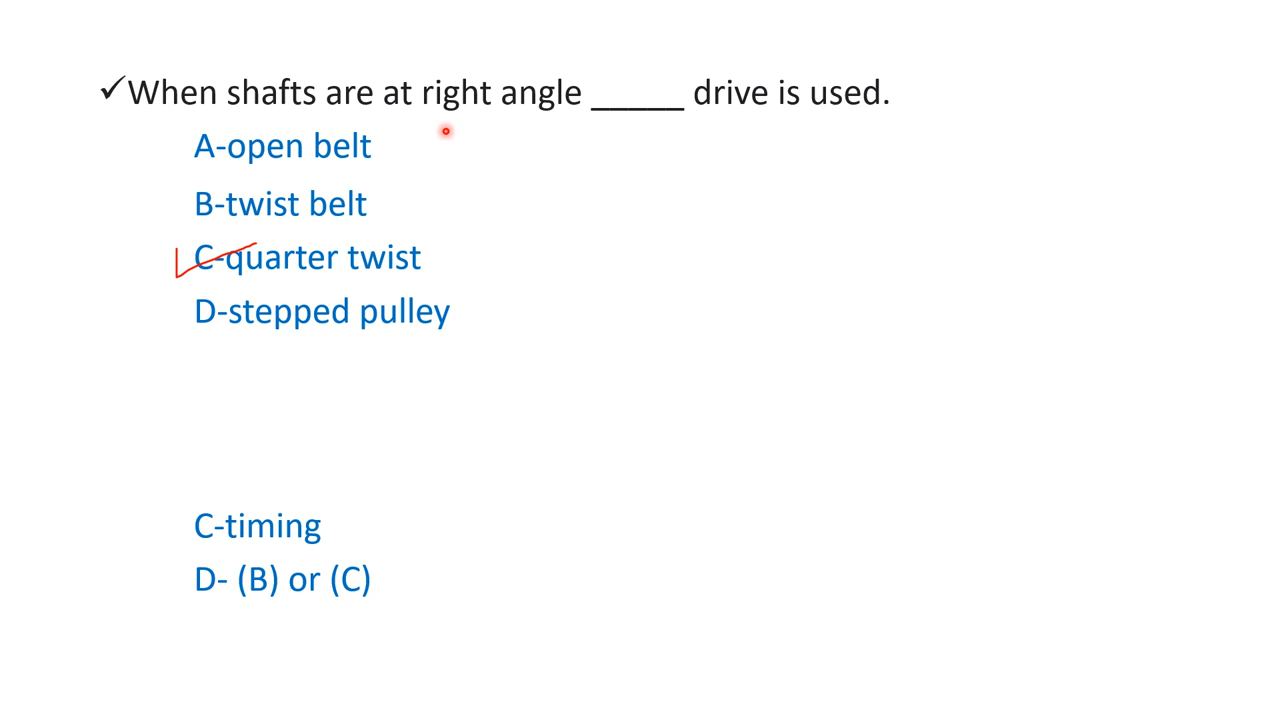 ✓When shafts are at right angle _____ drive is used.
A-open belt
B-twist belt
C-quarter twist
D-stepped pulley
C-timing
D- (B) or (C)